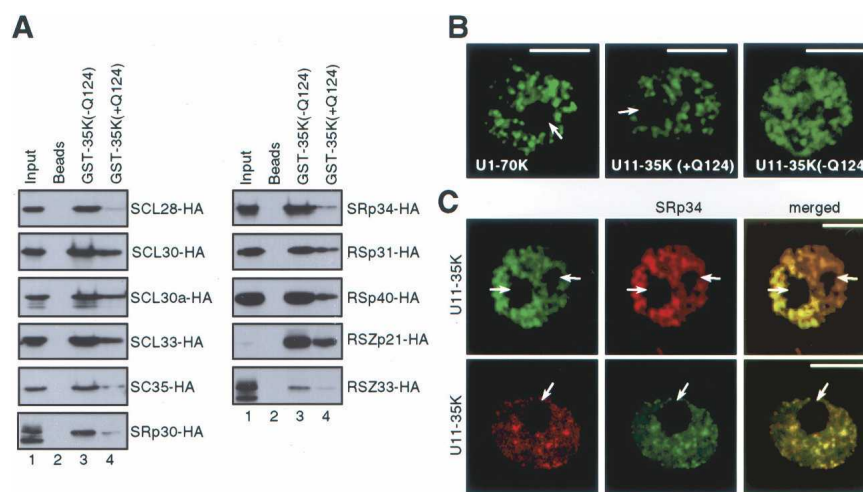 A
Input
Beads
GST-35K(-Q124)
GST-35K(+Q124)
SCL28-HA
SCL30-HA
SCL30a-HA
SCL33-HA
SC35-HA
SRp30-HA
1 2 3 4
Input
Beads
GST-35K(-Q124)
GST-35K(+Q124)
SRp34-HA
RSp31-HA
RSp40-HA
RSZp21-HA
RSZ33-HA
1 2 3 4
B
U1-70K
U11-35K (+Q124)
U11-35K(-Q124)
C
SRp34
merged
U11-35K
U11-35K